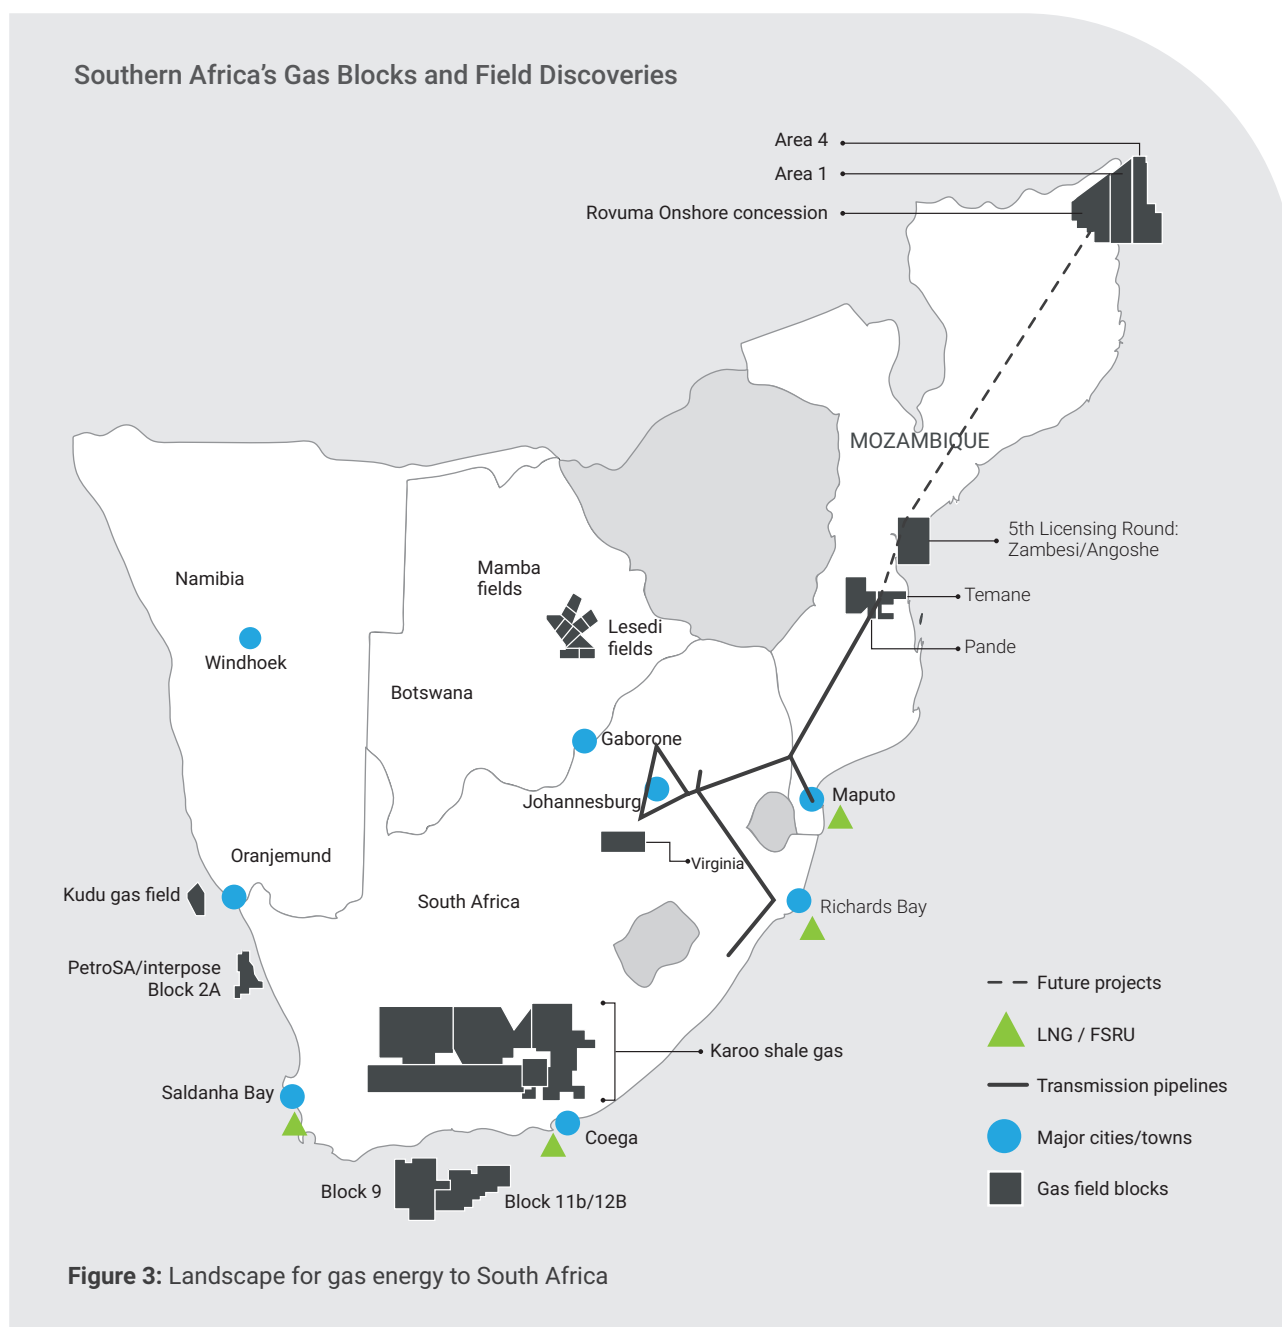 Southern Africa's Gas Blocks and Field Discoveries
Area 4
Area 1
Rovuma Onshore concession
MOZAMBIQUE
5th Licensing Round:
Zambesi/Angoshe
Temane
Pande
Namibia
Windhoek
Mamba
fields
Lesedi
fields
Botswana
Gaborone
Johannesburg
Maputo
Virginia
Oranjemund
Kudu gas field
South Africa
Richards Bay
PetroSA/interpose
Block 2A
Karoo shale gas
Saldanha Bay
Coega
Block 9
Block 11b/12B
Future projects
LNG / FSRU
Transmission pipelines
Major cities/towns
Gas field blocks
Figure 3: Landscape for gas energy to South Africa